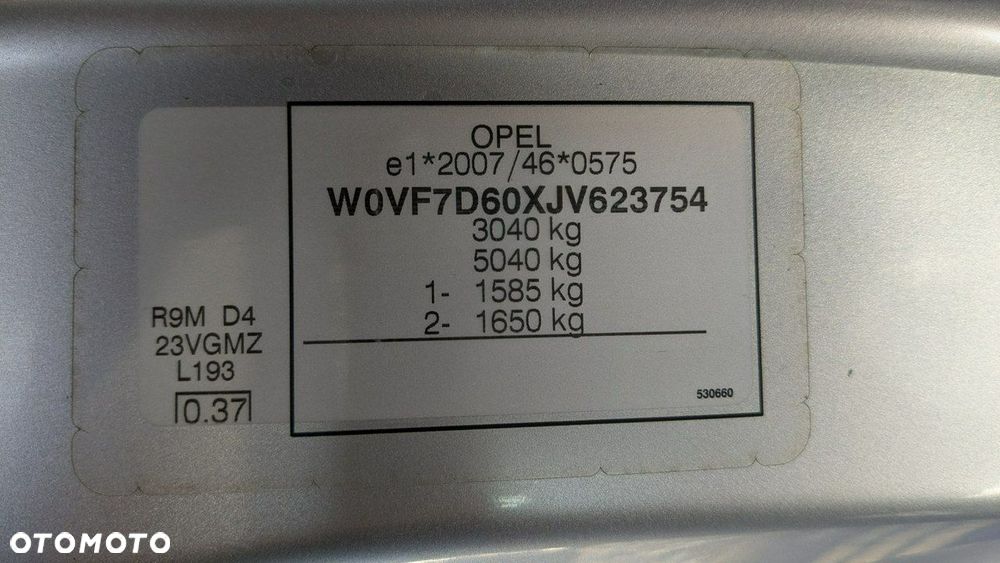 OPEL
e1*2007/46*0575
W0VF7D60XJV623754
3040 kg
5040 kg
1- 1585 kg
2- 1650 kg
R9M D4
23VGMZ
L193
0.37
530660
OTOMOTO